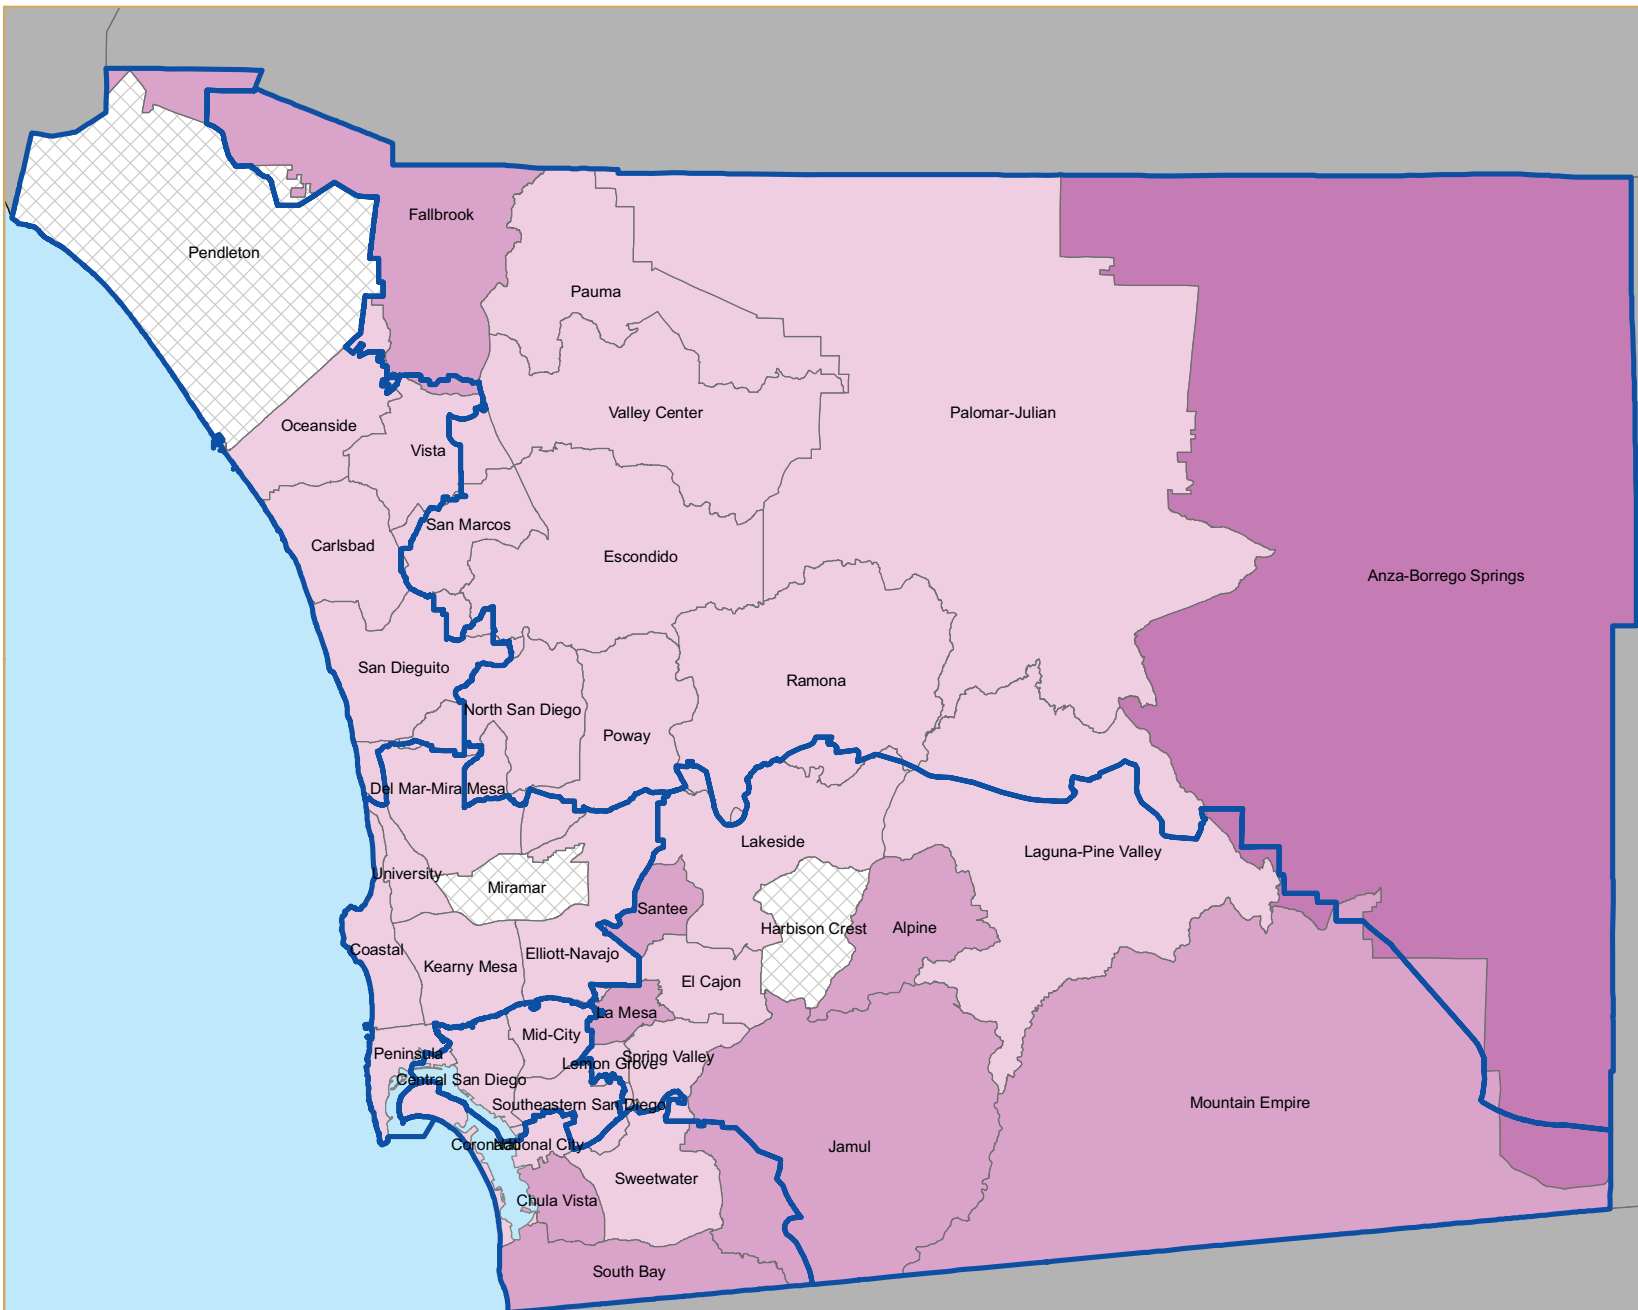 Fallbrook
Pendleton
Pauma
Oceanside
Valley Center
Palomar-Julian
Vista
San Marcos
Carlsbad
Escondido
Anza-Borrego Springs
San Dieguito
Ramona
North San Diego
Poway
Del Mar-Mira Mesa
Lakeside
Laguna-Pine Valley
University
Miramar
Santee
Harbison Crest
Alpine
Coastal
Elliott-Navajo
Kearny Mesa
El Cajon
La Mesa
Mid-City
Peninsula
Lemon Grove
Spring Valley
Central San Diego
Southeastern San Diego
Mountain Empire
Coronado
National City
Jamul
Sweetwater
Chula Vista
South Bay